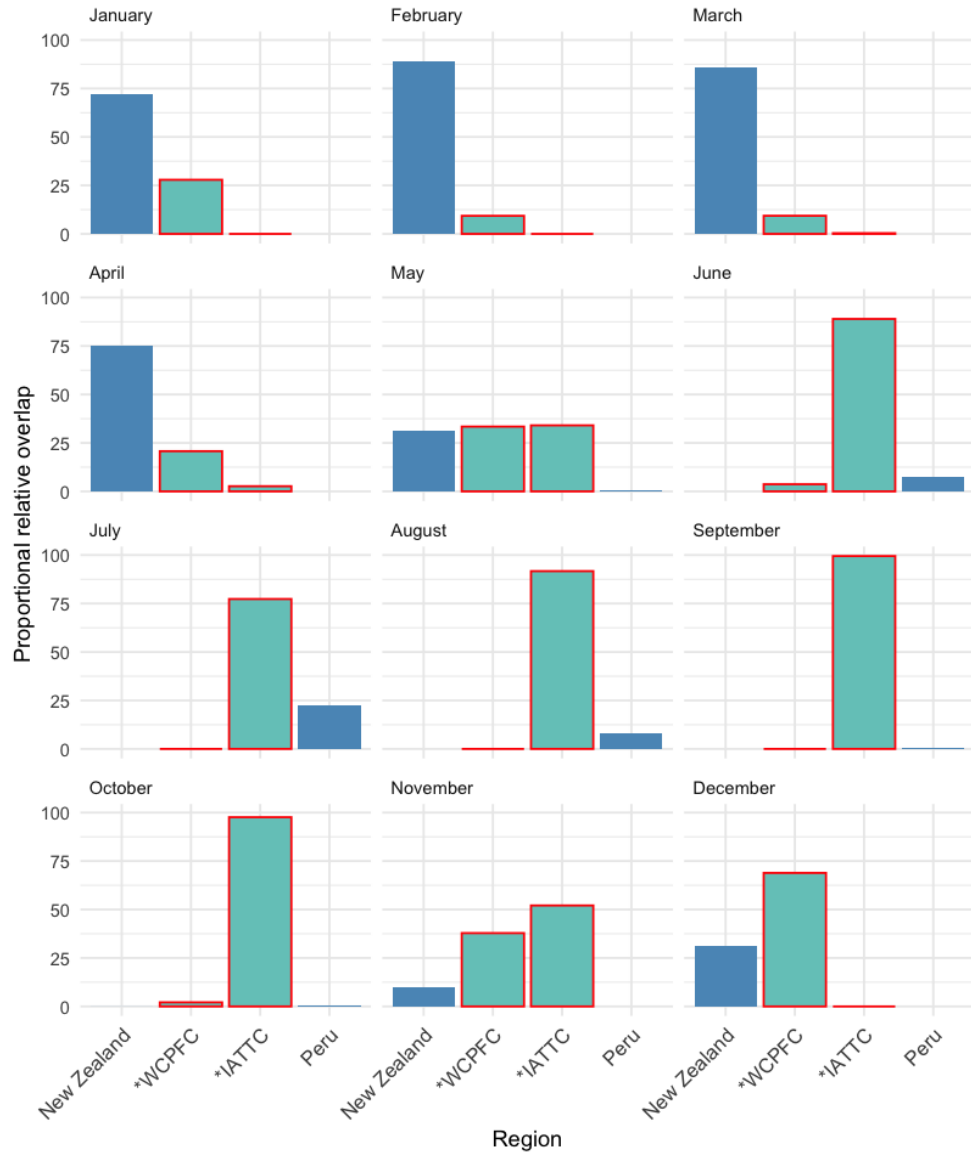 January
February
March
100
75
50
25
0
April
May
June
100
75
50
25
0
July
August
September
100
75
50
25
0
October
November
December
100
75
50
25
0
New Zealand
*WCPFC
*IATTC
Peru
New Zealand
*WCPFC
*IATTC
Peru
New Zealand
*WCPFC
*IATTC
Peru
Proportional relative overlap
Region